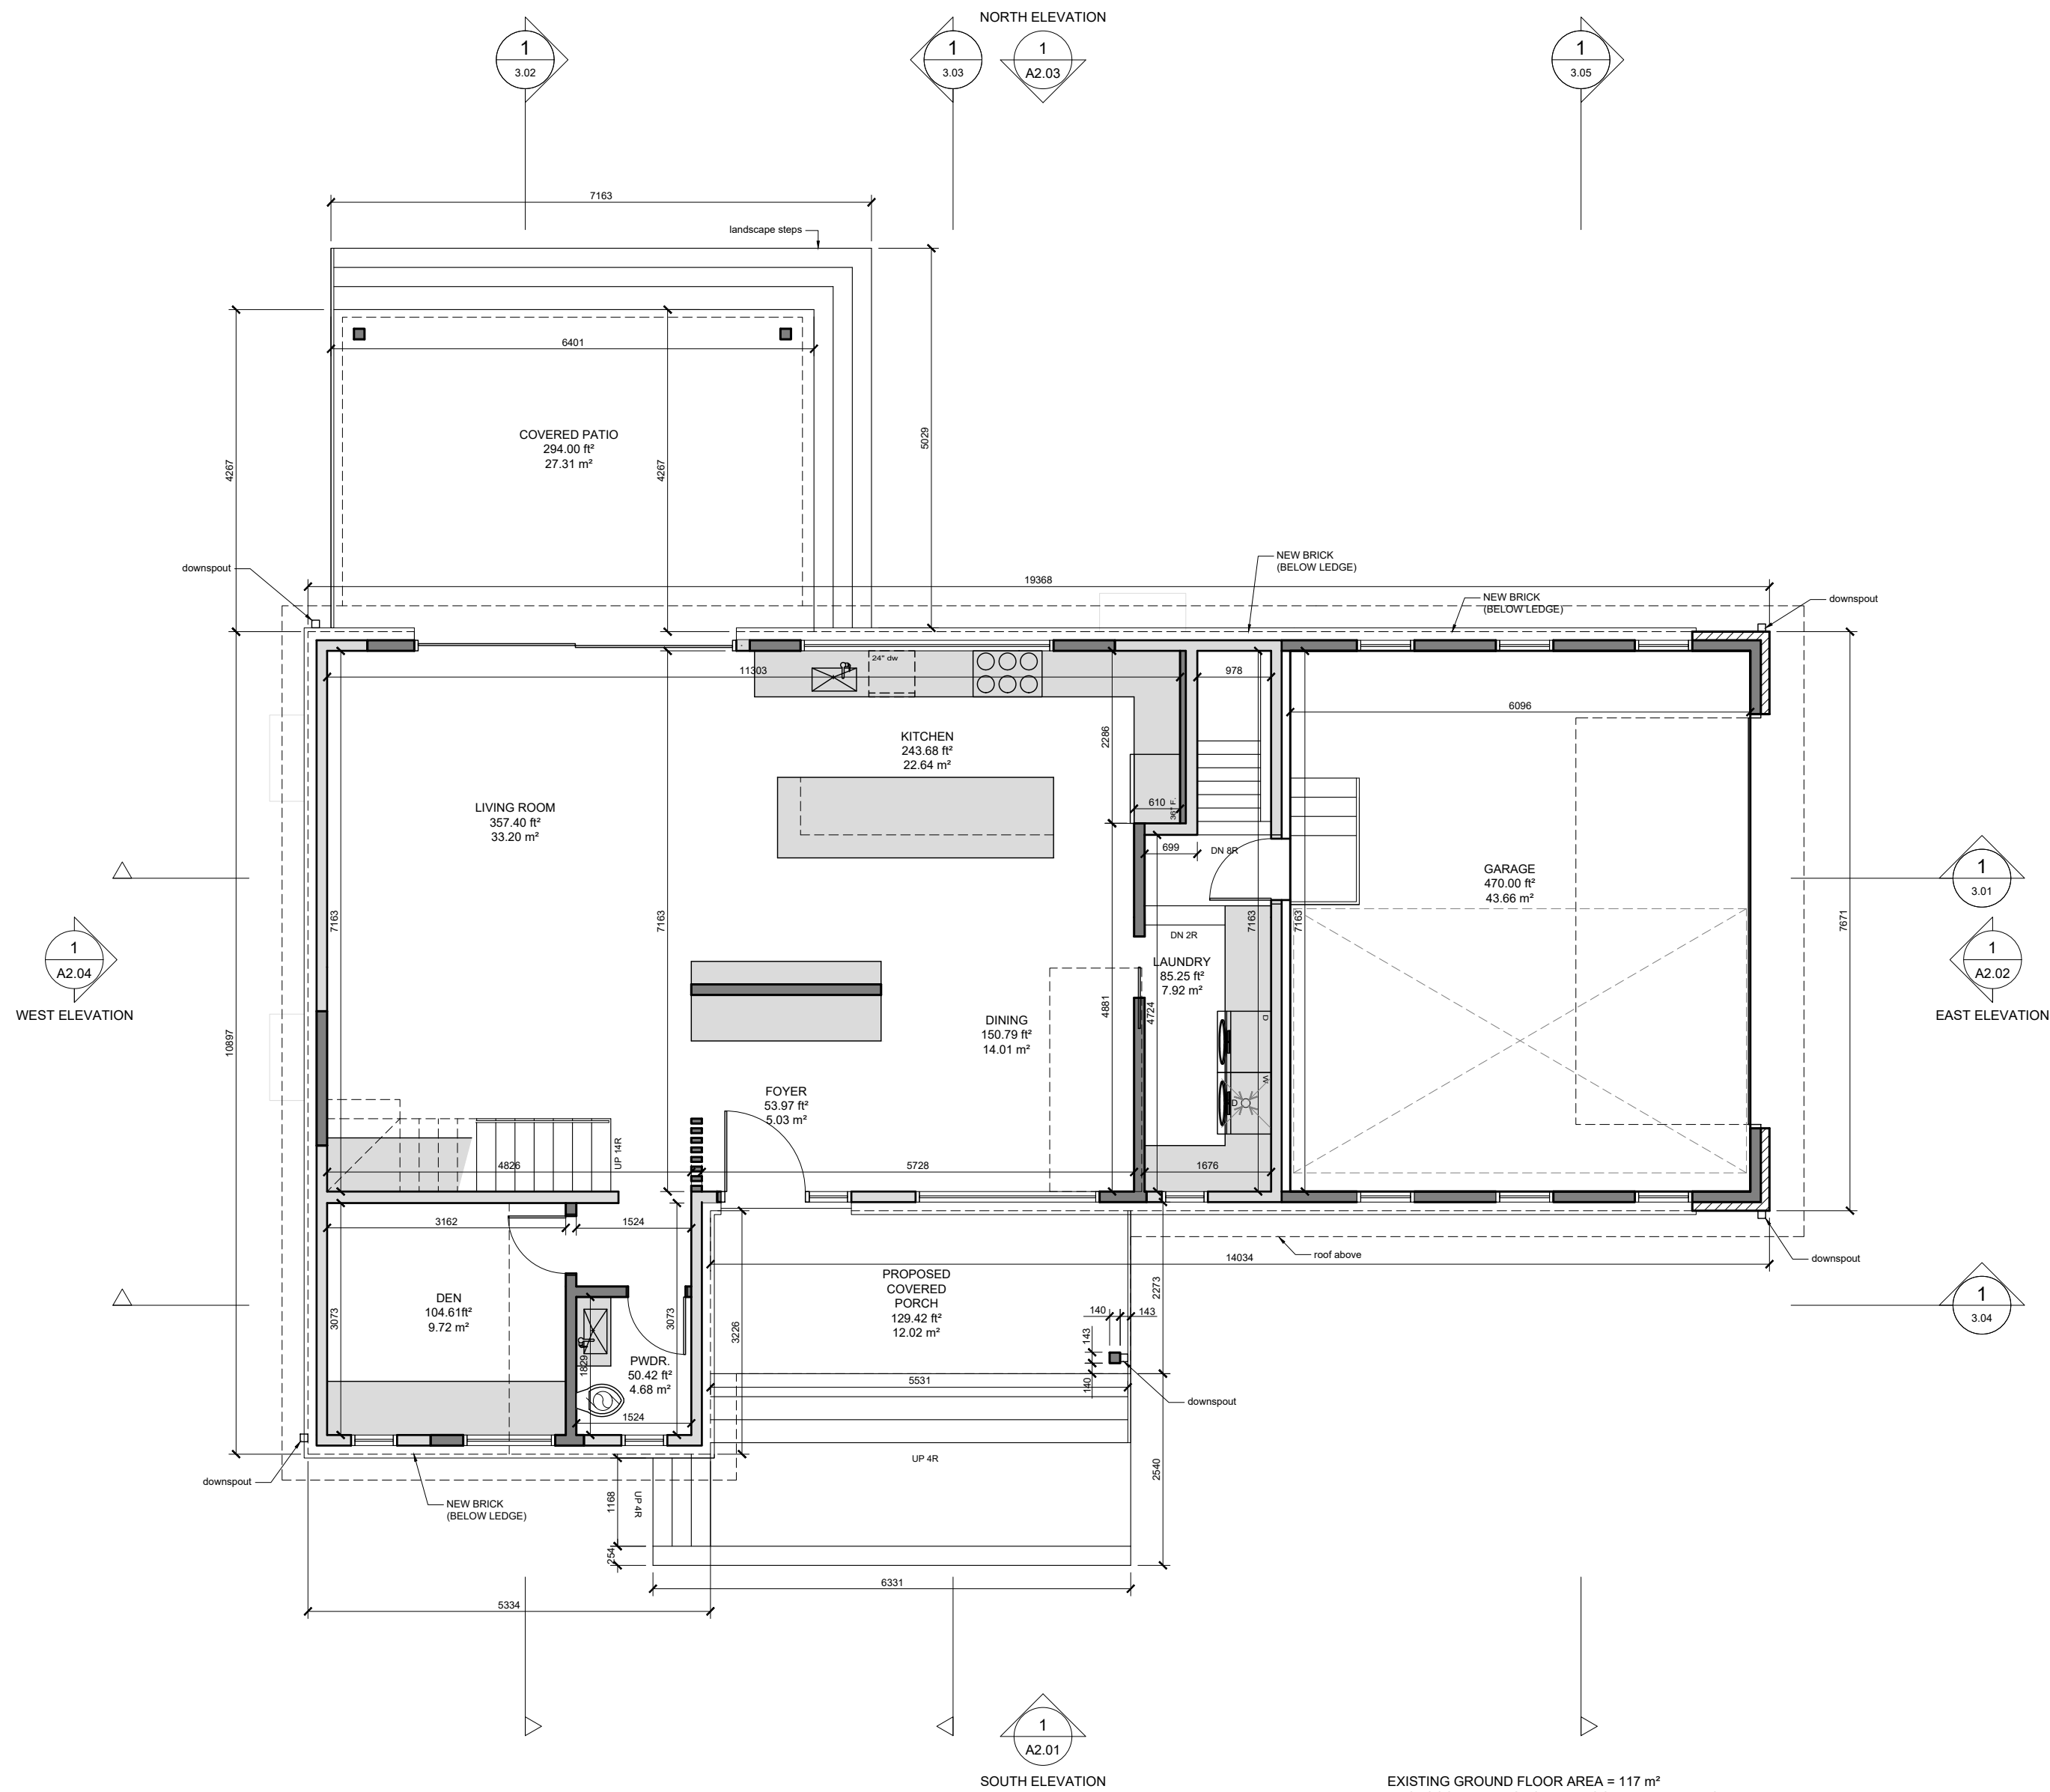 NORTH ELEVATION
1
3.02
1
3.03
1
A2.03
1
3.05
7163
landscape steps
6401
COVERED PATIO
294.00 ft²
27.31 m²
4267
4267
5029
downspout
NEW BRICK
(BELOW LEDGE)
19368
NEW BRICK
(BELOW LEDGE)
downspout
24" dw
11303
978
6096
KITCHEN
243.68 ft²
22.64 m²
2286
LIVING ROOM
357.40 ft²
33.20 m²
610
36" F.
699
DN 8R
GARAGE
470.00 ft²
43.66 m²
1
3.01
7163
7163
7163
7163
7671
DN 2R
1
A2.04
WEST ELEVATION
1
A2.02
EAST ELEVATION
LAUNDRY
85.25 ft²
7.92 m²
4881
4724
D
W
D
DINING
150.79 ft²
14.01 m²
10897
FOYER
53.97 ft²
5.03 m²
UP 14R
4826
5728
1676
3162
1524
roof above
14034
downspout
PROPOSED
COVERED
PORCH
129.42 ft²
12.02 m²
2273
DEN
104.61ft²
9.72 m²
3073
3073
3226
140
143
143
140
1
3.04
1829
PWDR.
50.42 ft²
4.68 m²
5531
downspout
1524
UP 4R
2540
downspout
NEW BRICK
(BELOW LEDGE)
1168
UP 4R
254
6331
5334
1
A2.01
SOUTH ELEVATION
EXISTING GROUND FLOOR AREA = 117 m²